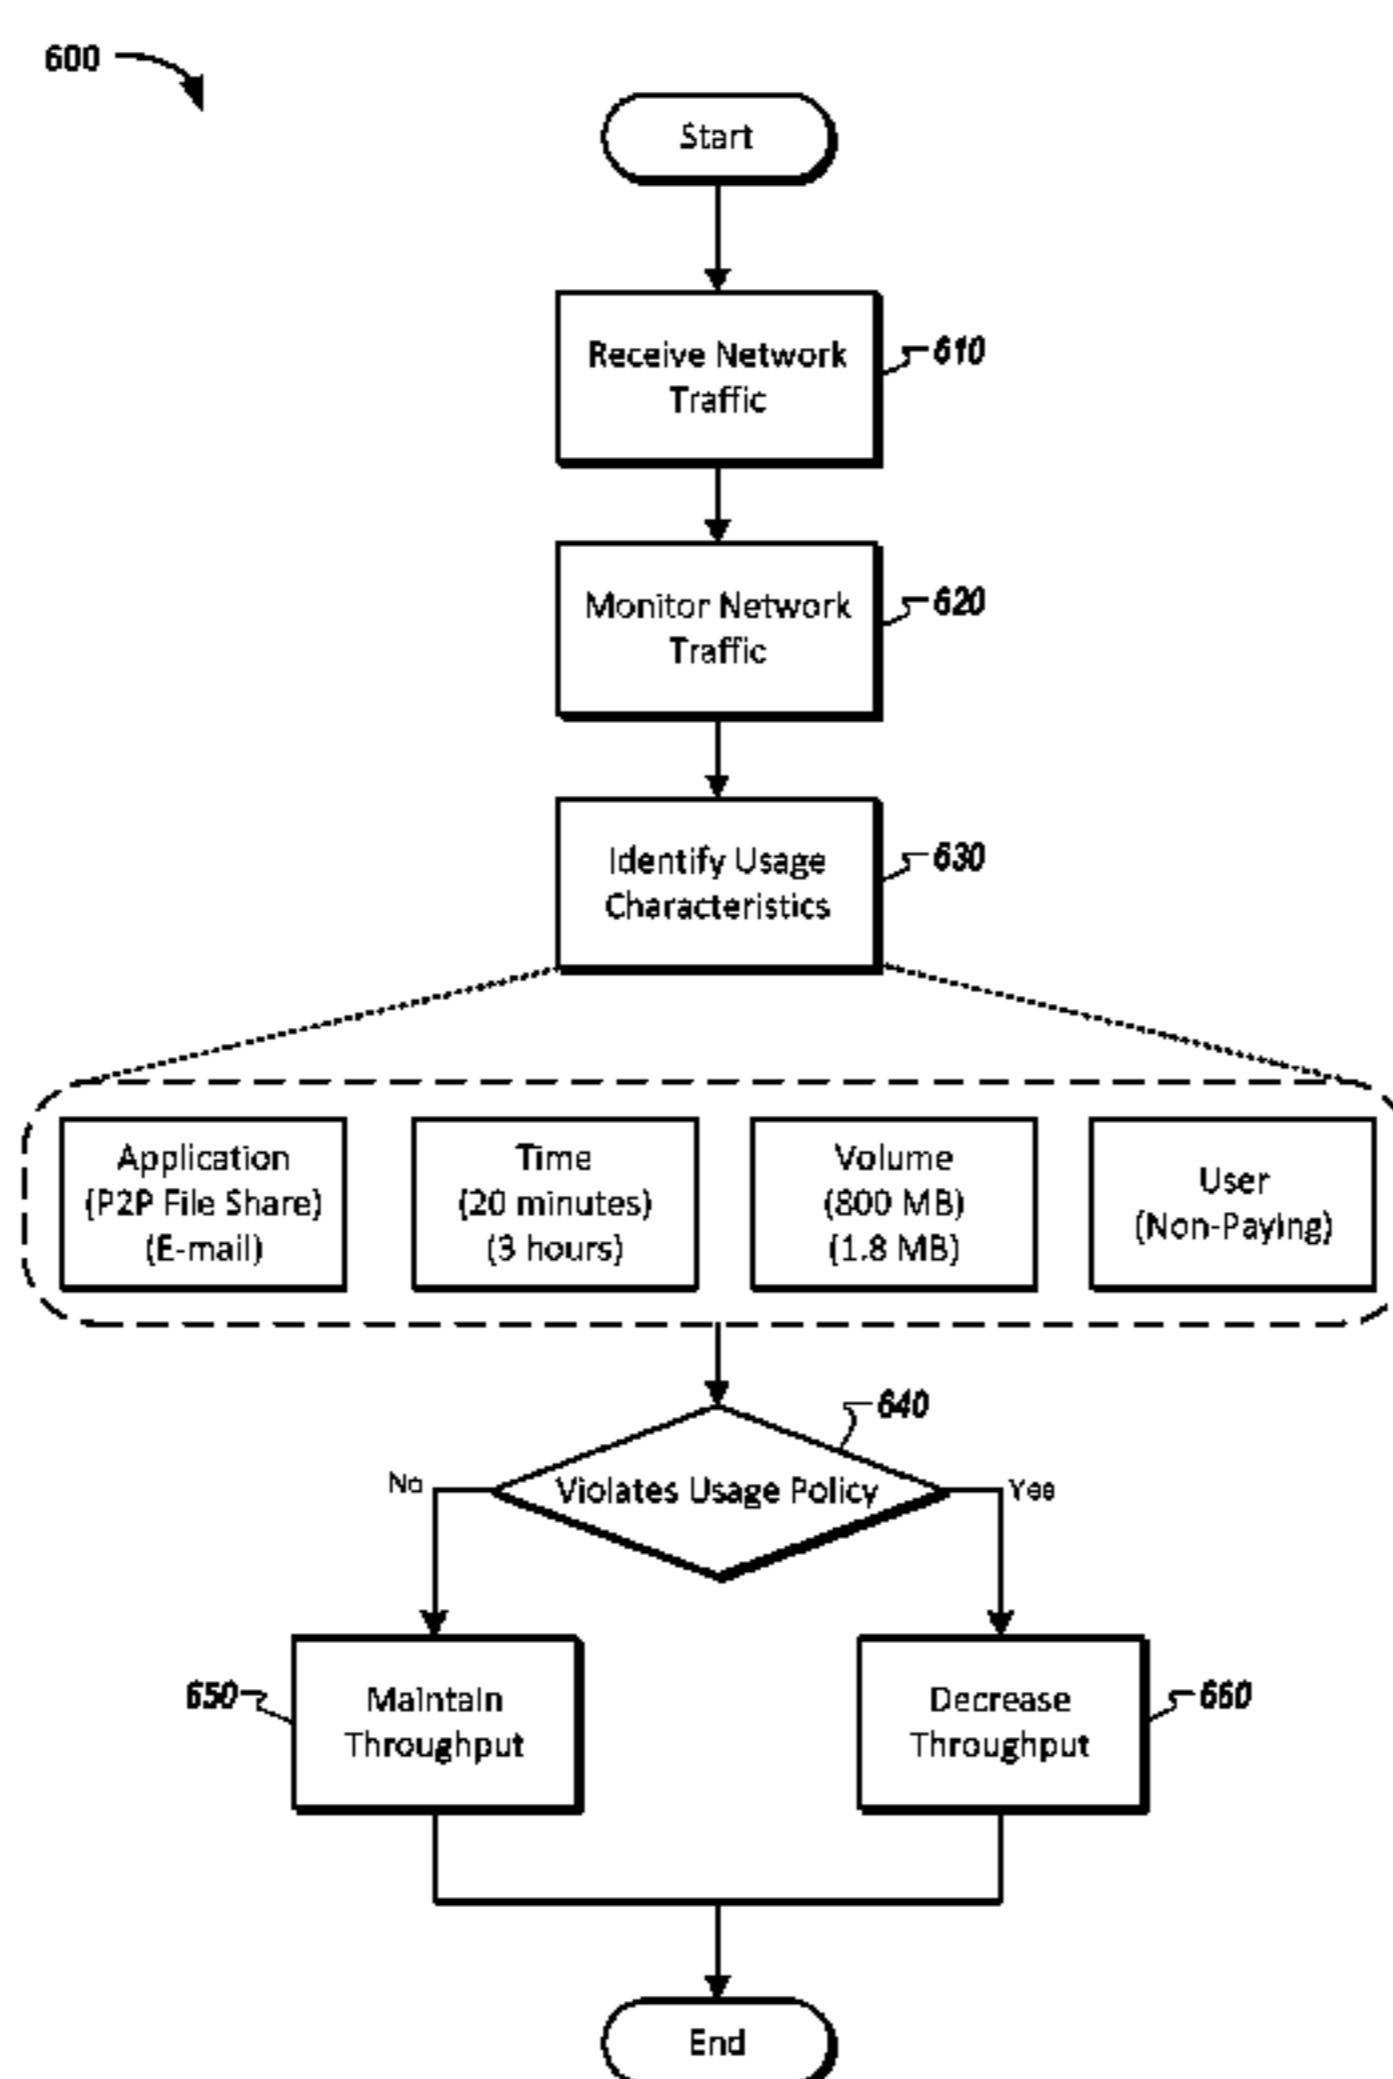 600
Start
Receive Network
Traffic
610
Monitor Network
Traffic
620
Identify Usage
Characteristics
630
Application
(P2P File Share)
(E-mail)
Time
(20 minutes)
(3 hours)
Volume
(800 MB)
(1.8 MB)
User
(Non-Paying)
640
No
Violates Usage Policy
Yes
650
Maintain
Throughput
Decrease
Throughput
660
End